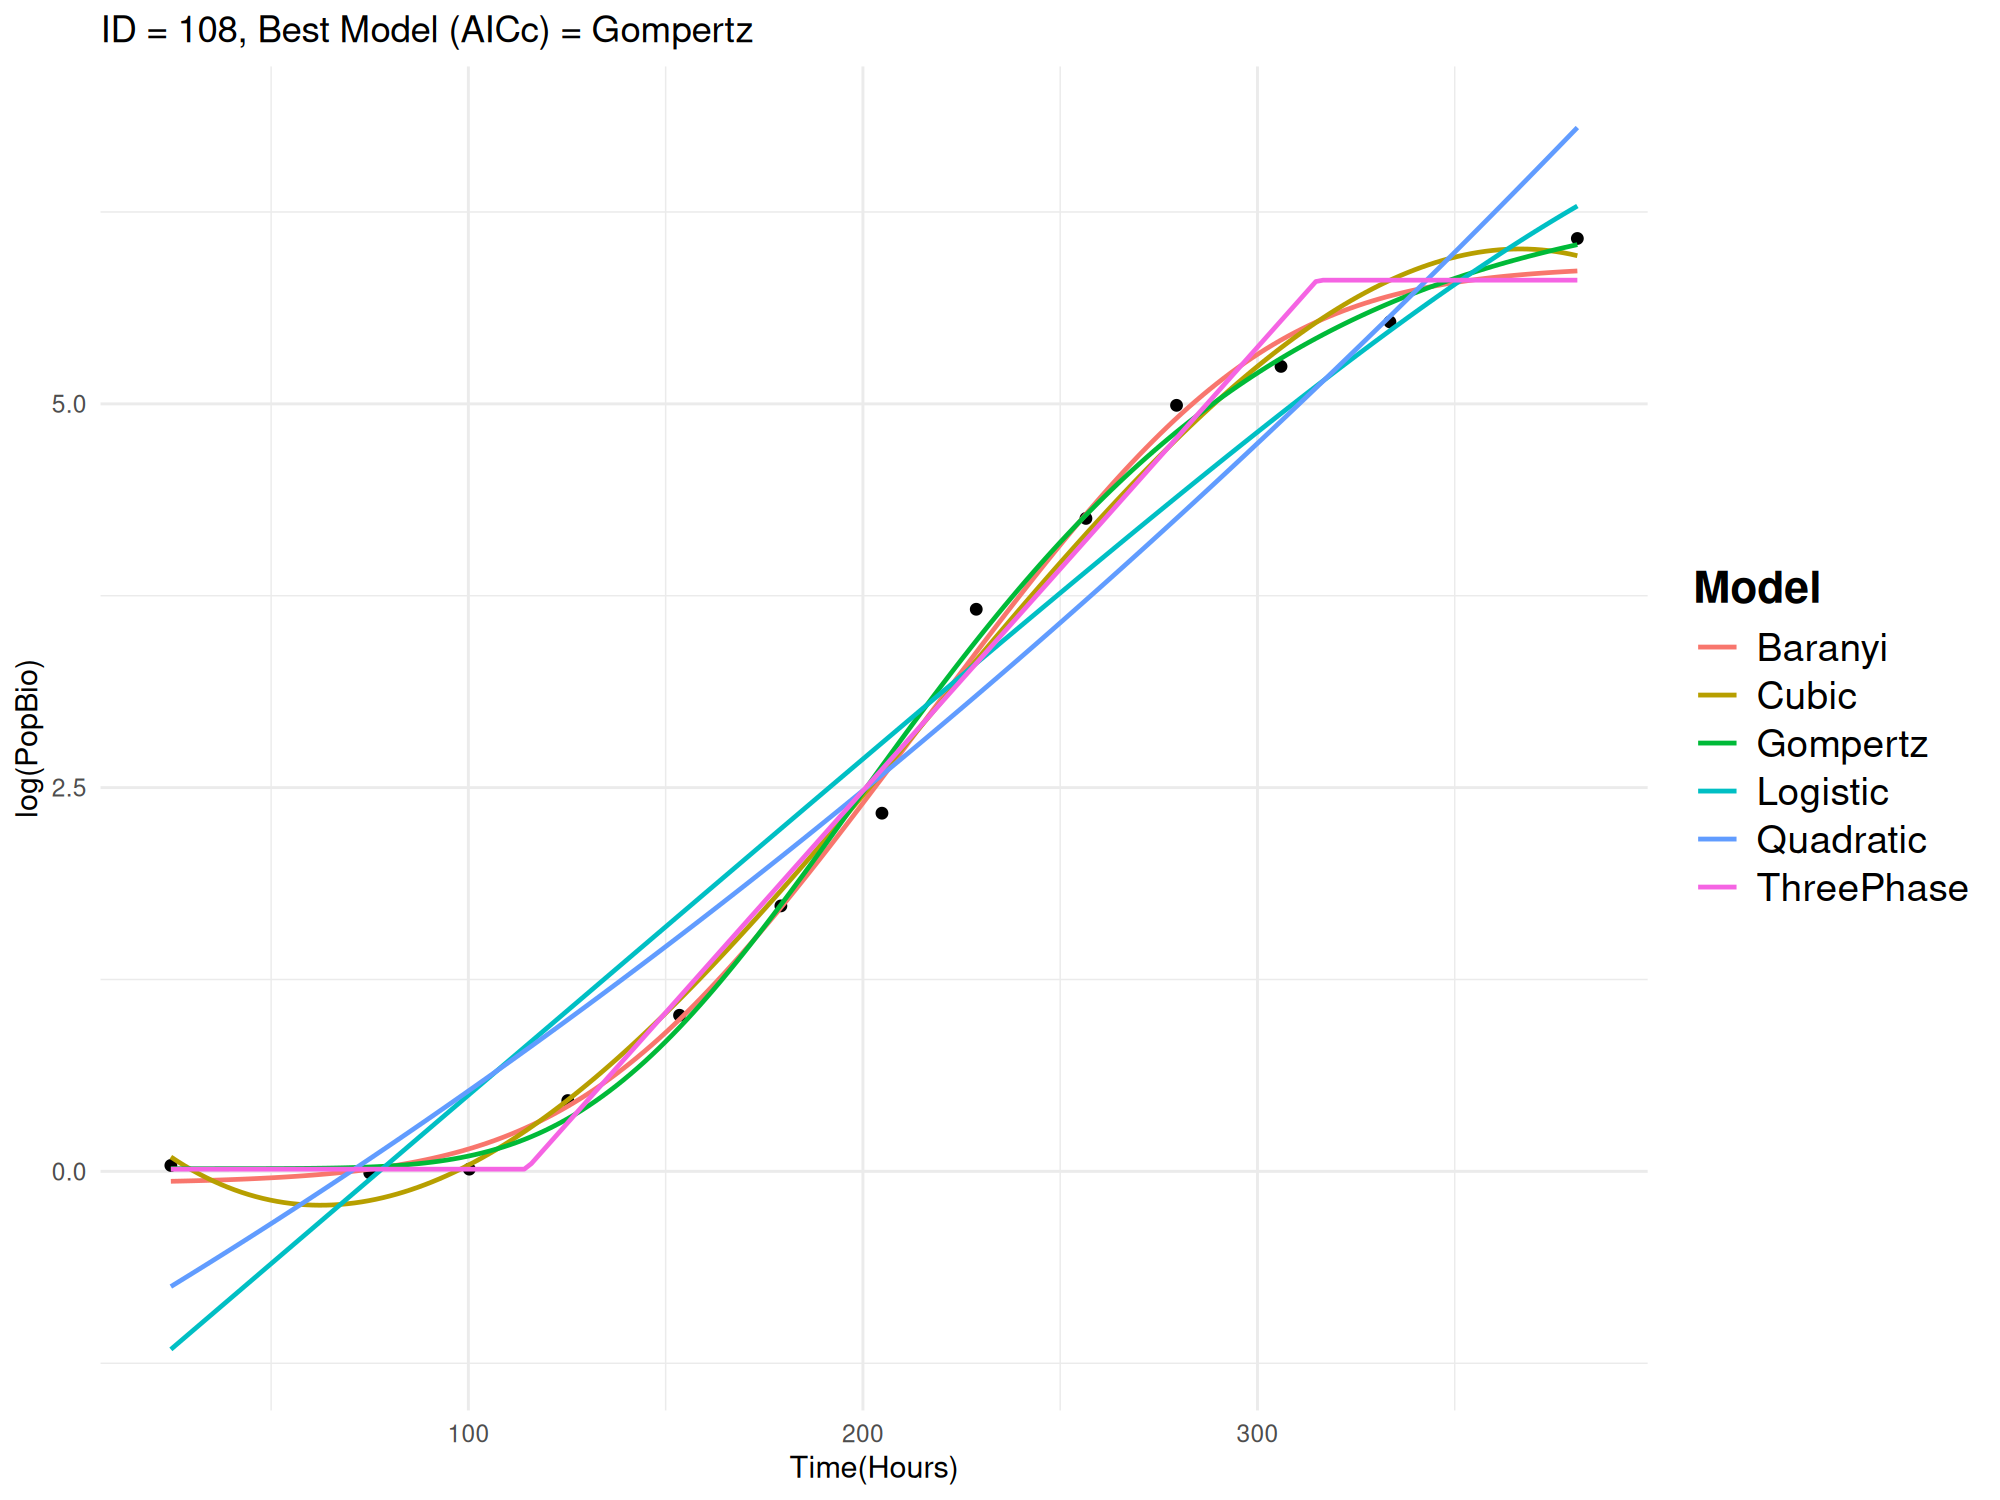 ID = 108, Best Model (AICc) = Gompertz
log(PopBio)
5.0
2.5
0.0
100
200
300
Time(Hours)
Model
Baranyi
Cubic
Gompertz
Logistic
Quadratic
ThreePhase